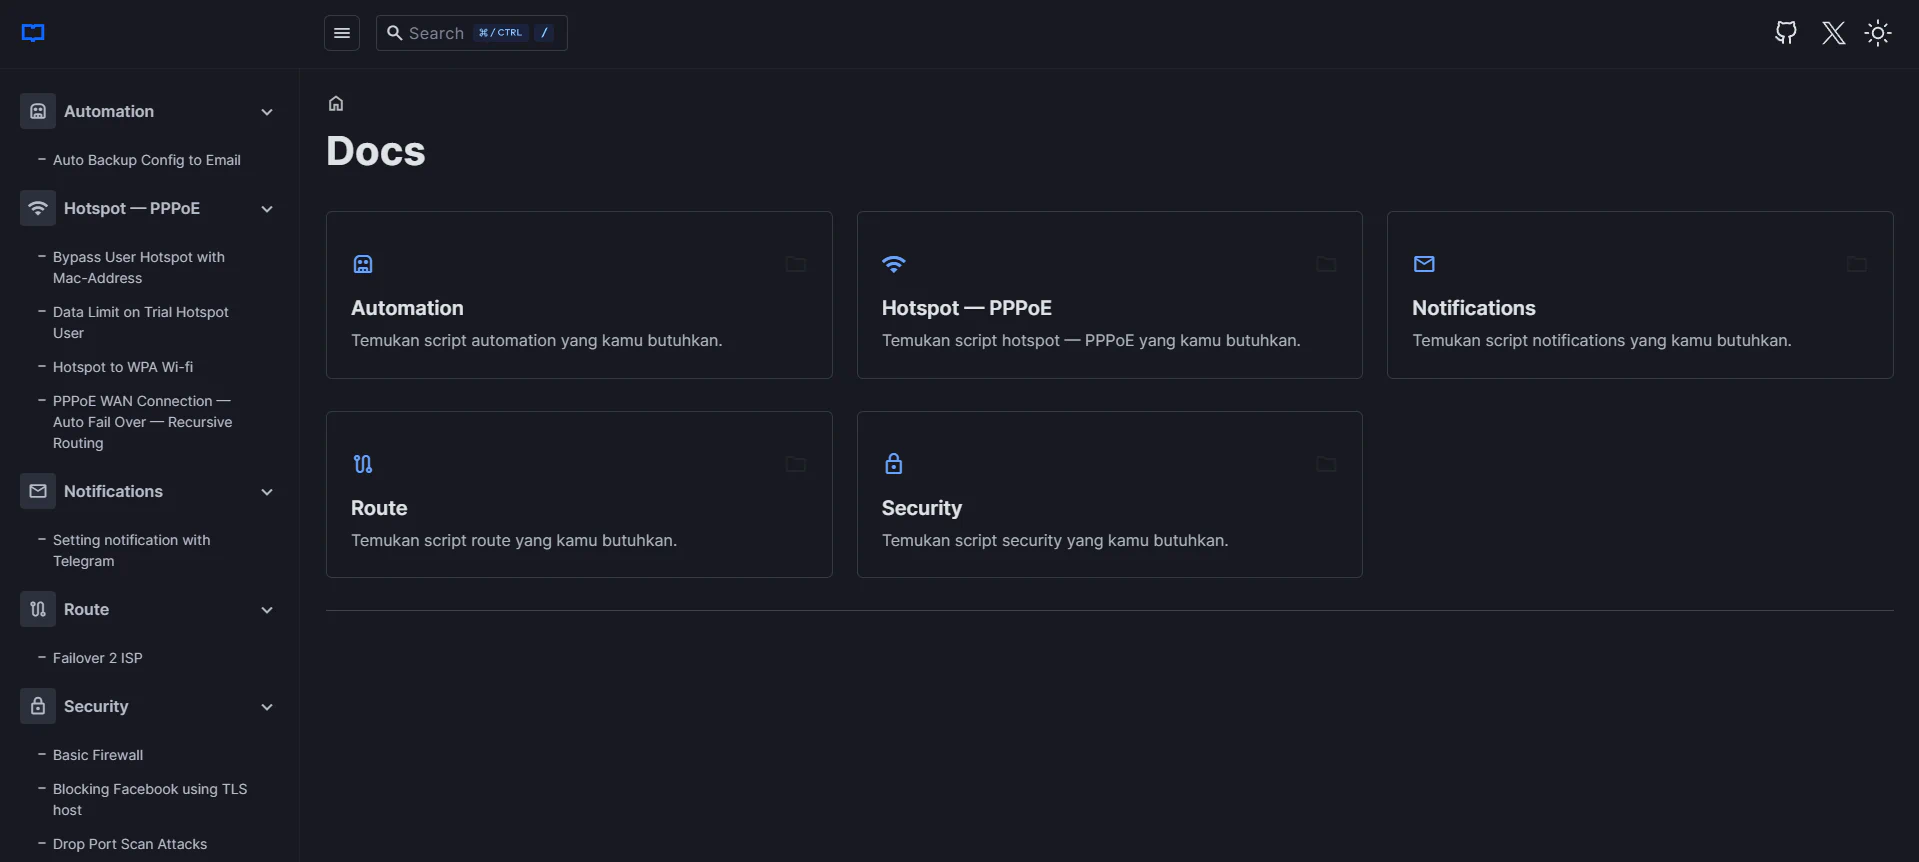 Search ⌘/CTRL /
Automation
– Auto Backup Config to Email
Hotspot — PPPoE
– Bypass User Hotspot with
Mac-Address
– Data Limit on Trial Hotspot
User
– Hotspot to WPA Wi-fi
– PPPoE WAN Connection —
Auto Fail Over — Recursive
Routing
Notifications
– Setting notification with
Telegram
Route
– Failover 2 ISP
Security
– Basic Firewall
– Blocking Facebook using TLS
host
– Drop Port Scan Attacks
Docs
Automation
Temukan script automation yang kamu butuhkan.
Hotspot — PPPoE
Temukan script hotspot — PPPoE yang kamu butuhkan.
Notifications
Temukan script notifications yang kamu butuhkan.
Route
Temukan script route yang kamu butuhkan.
Security
Temukan script security yang kamu butuhkan.